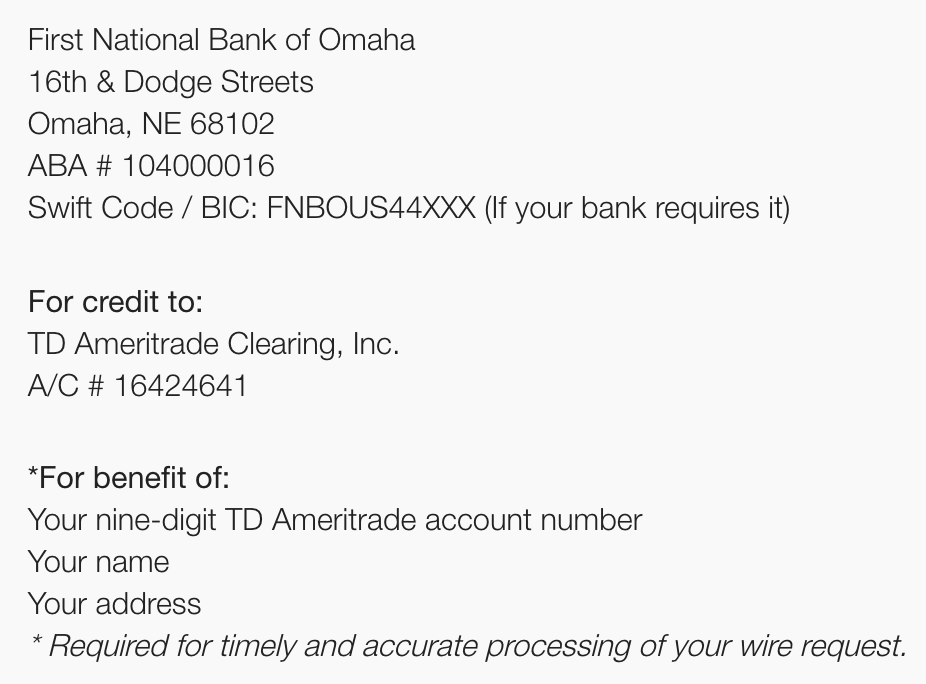 First National Bank of Omaha
16th & Dodge Streets
Omaha, NE 68102
ABA # 104000016
Swift Code / BIC: FNBOUS44XXX (If your bank requires it)
For credit to:
TD Ameritrade Clearing, Inc.
A/C # 16424641
*For benefit of:
Your nine-digit TD Ameritrade account number
Your name
Your address
* Required for timely and accurate processing of your wire request.